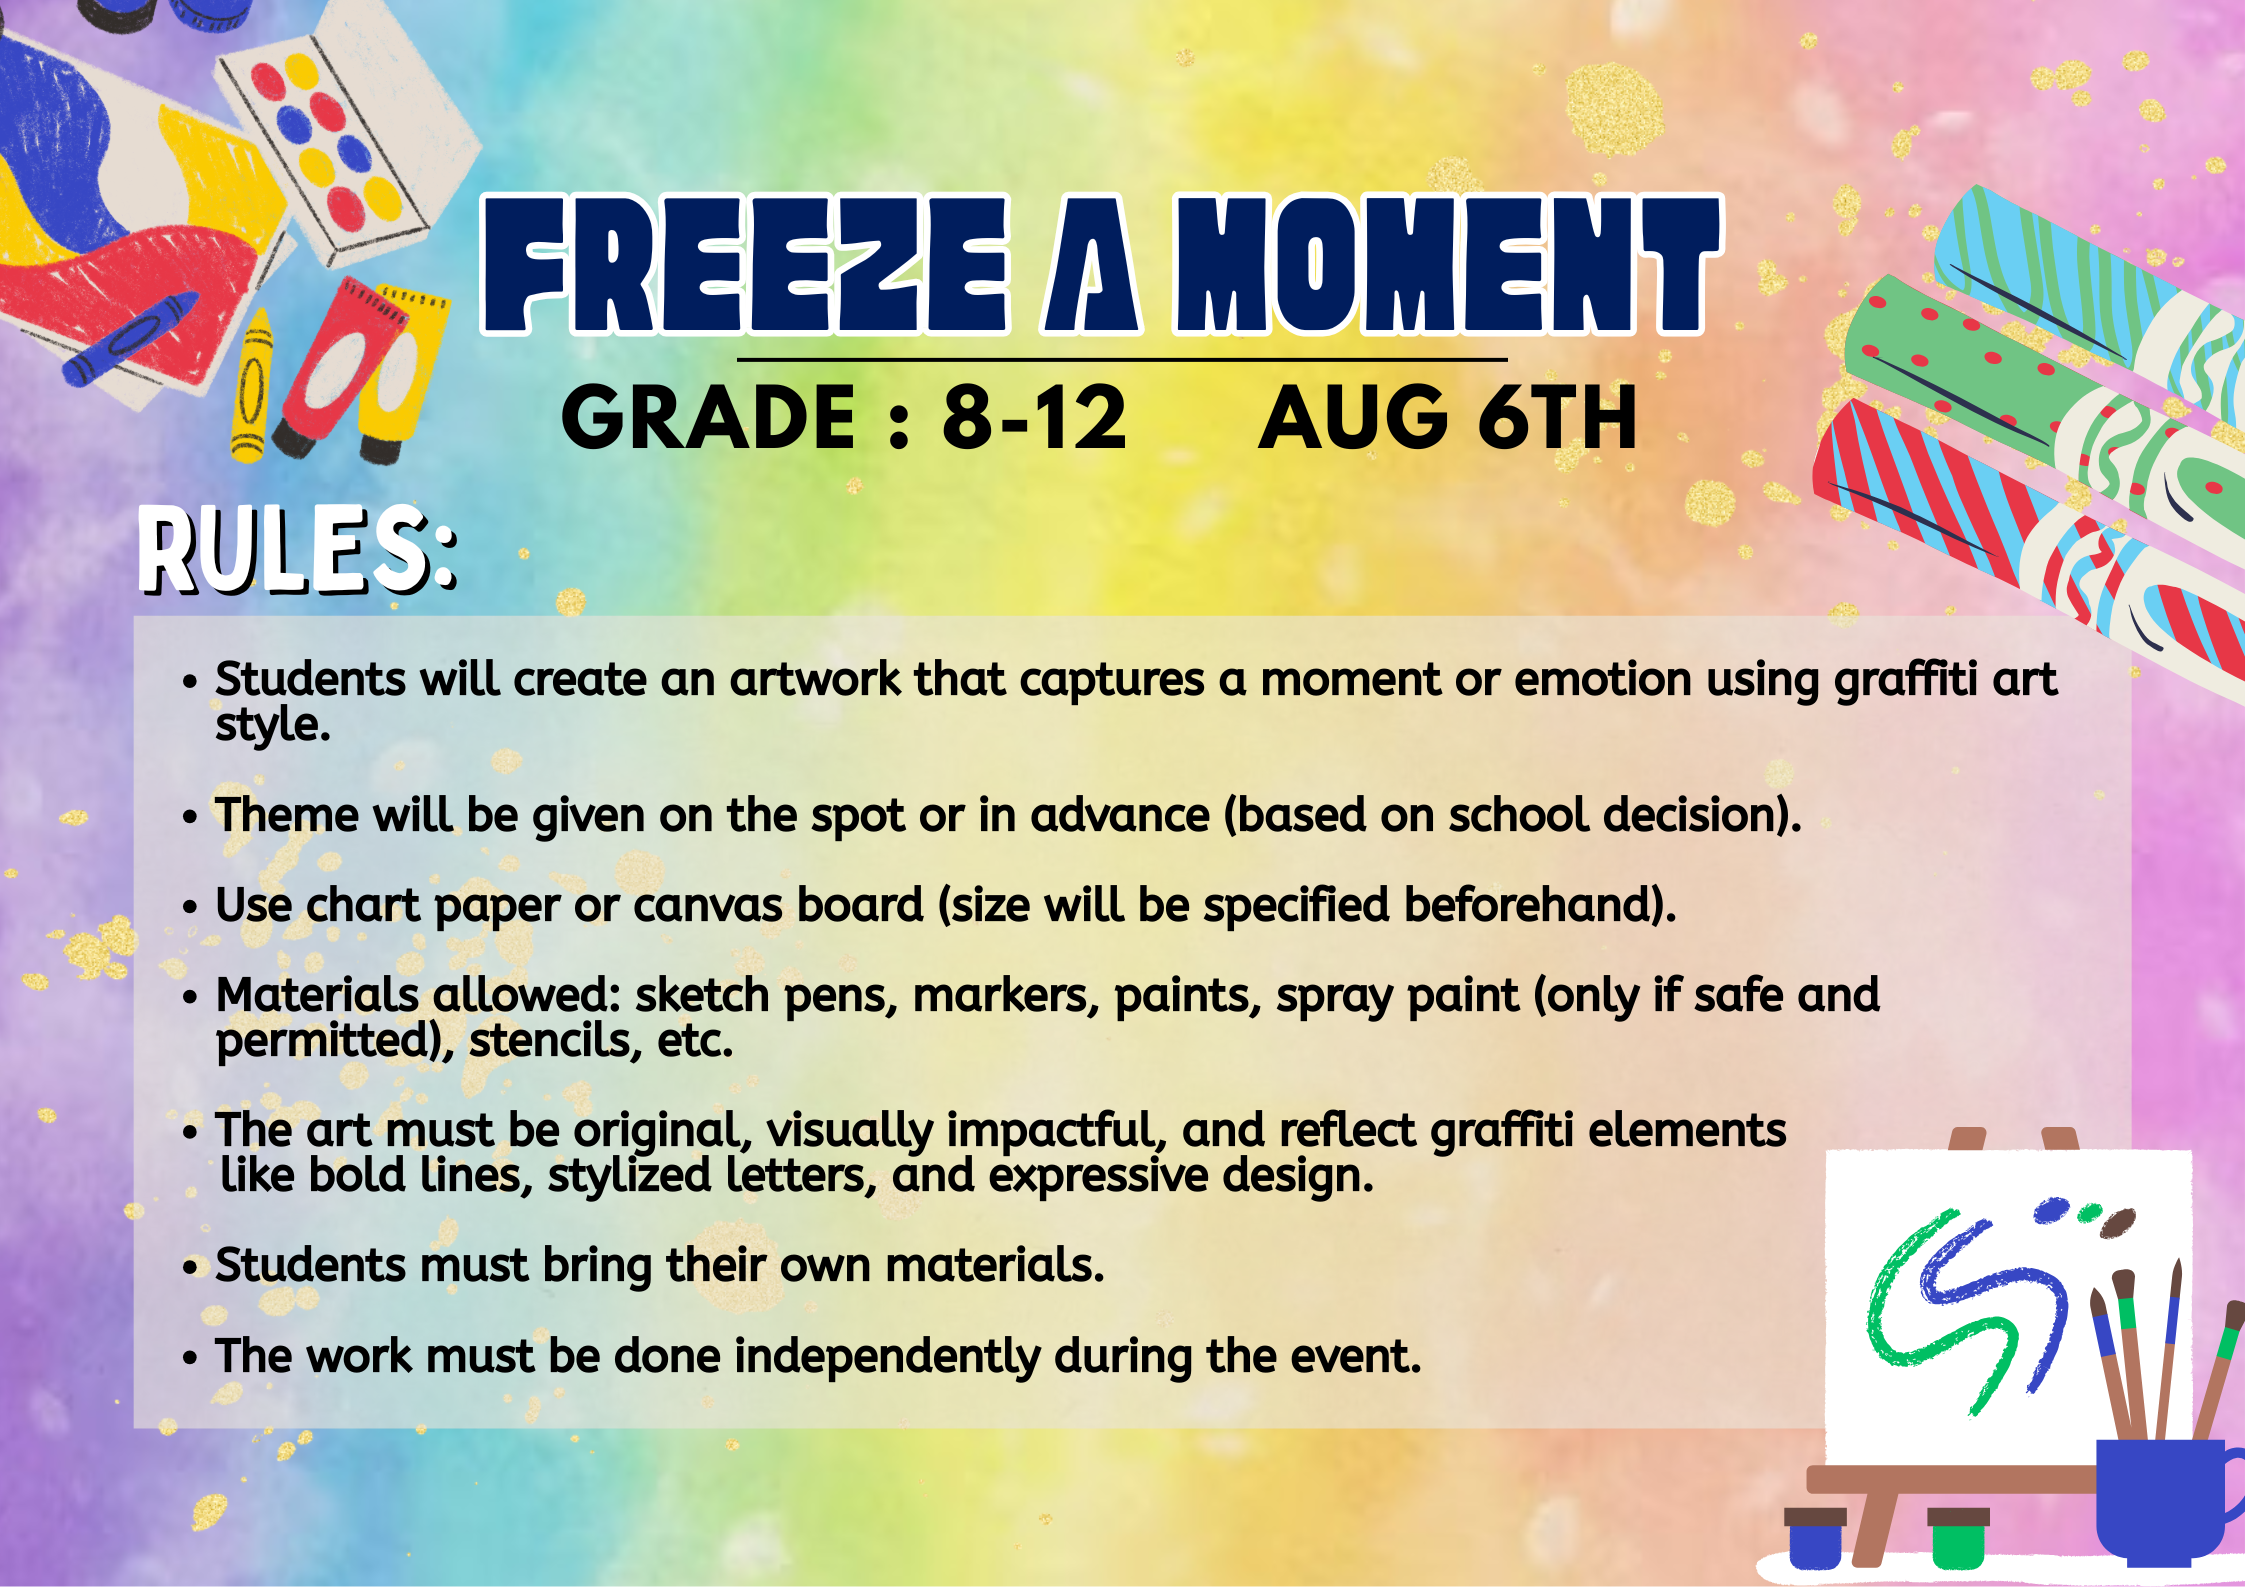 FREEZE A MOMENT
GRADE : 8-12 AUG 6TH
RULES:
• Students will create an artwork that captures a moment or emotion using graffiti art
style.
• Theme will be given on the spot or in advance (based on school decision).
• Use chart paper or canvas board (size will be specified beforehand).
• Materials allowed: sketch pens, markers, paints, spray paint (only if safe and
permitted), stencils, etc.
• The art must be original, visually impactful, and reflect graffiti elements
like bold lines, stylized letters, and expressive design.
• Students must bring their own materials.
• The work must be done independently during the event.